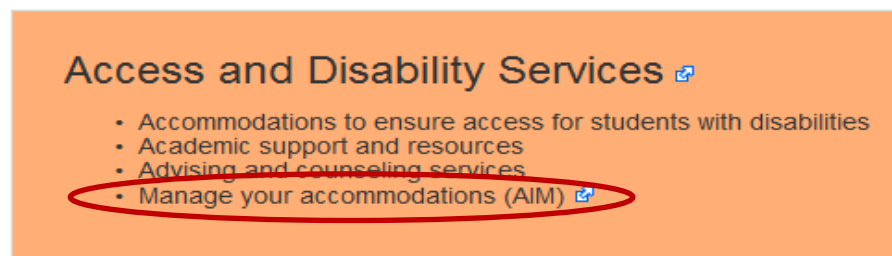 Access and Disability Services
• Accommodations to ensure access for students with disabilities
• Academic support and resources
• Advising and counseling services
• Manage your accommodations (AIM)